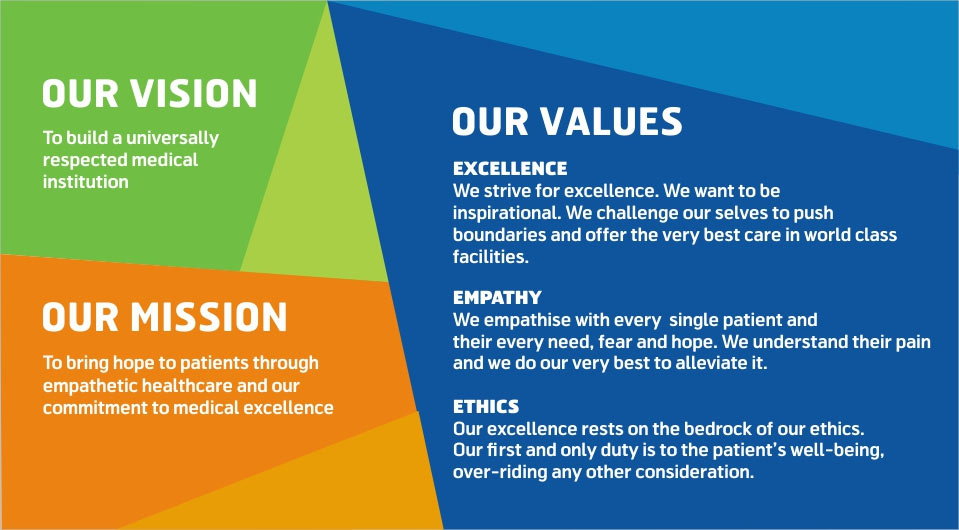 OUR VISION
To build a universally
respected medical
institution
OUR MISSION
To bring hope to patients through
empathetic healthcare and our
commitment to medical excellence
OUR VALUES
EXCELLENCE
We strive for excellence. We want to be
inspirational. We challenge our selves to push
boundaries and offer the very best care in world class
facilities.
EMPATHY
We empathise with every  single patient and
their every need, fear and hope. We understand their pain
and we do our very best to alleviate it.
ETHICS
Our excellence rests on the bedrock of our ethics.
Our first and only duty is to the patient's well-being,
over-riding any other consideration.